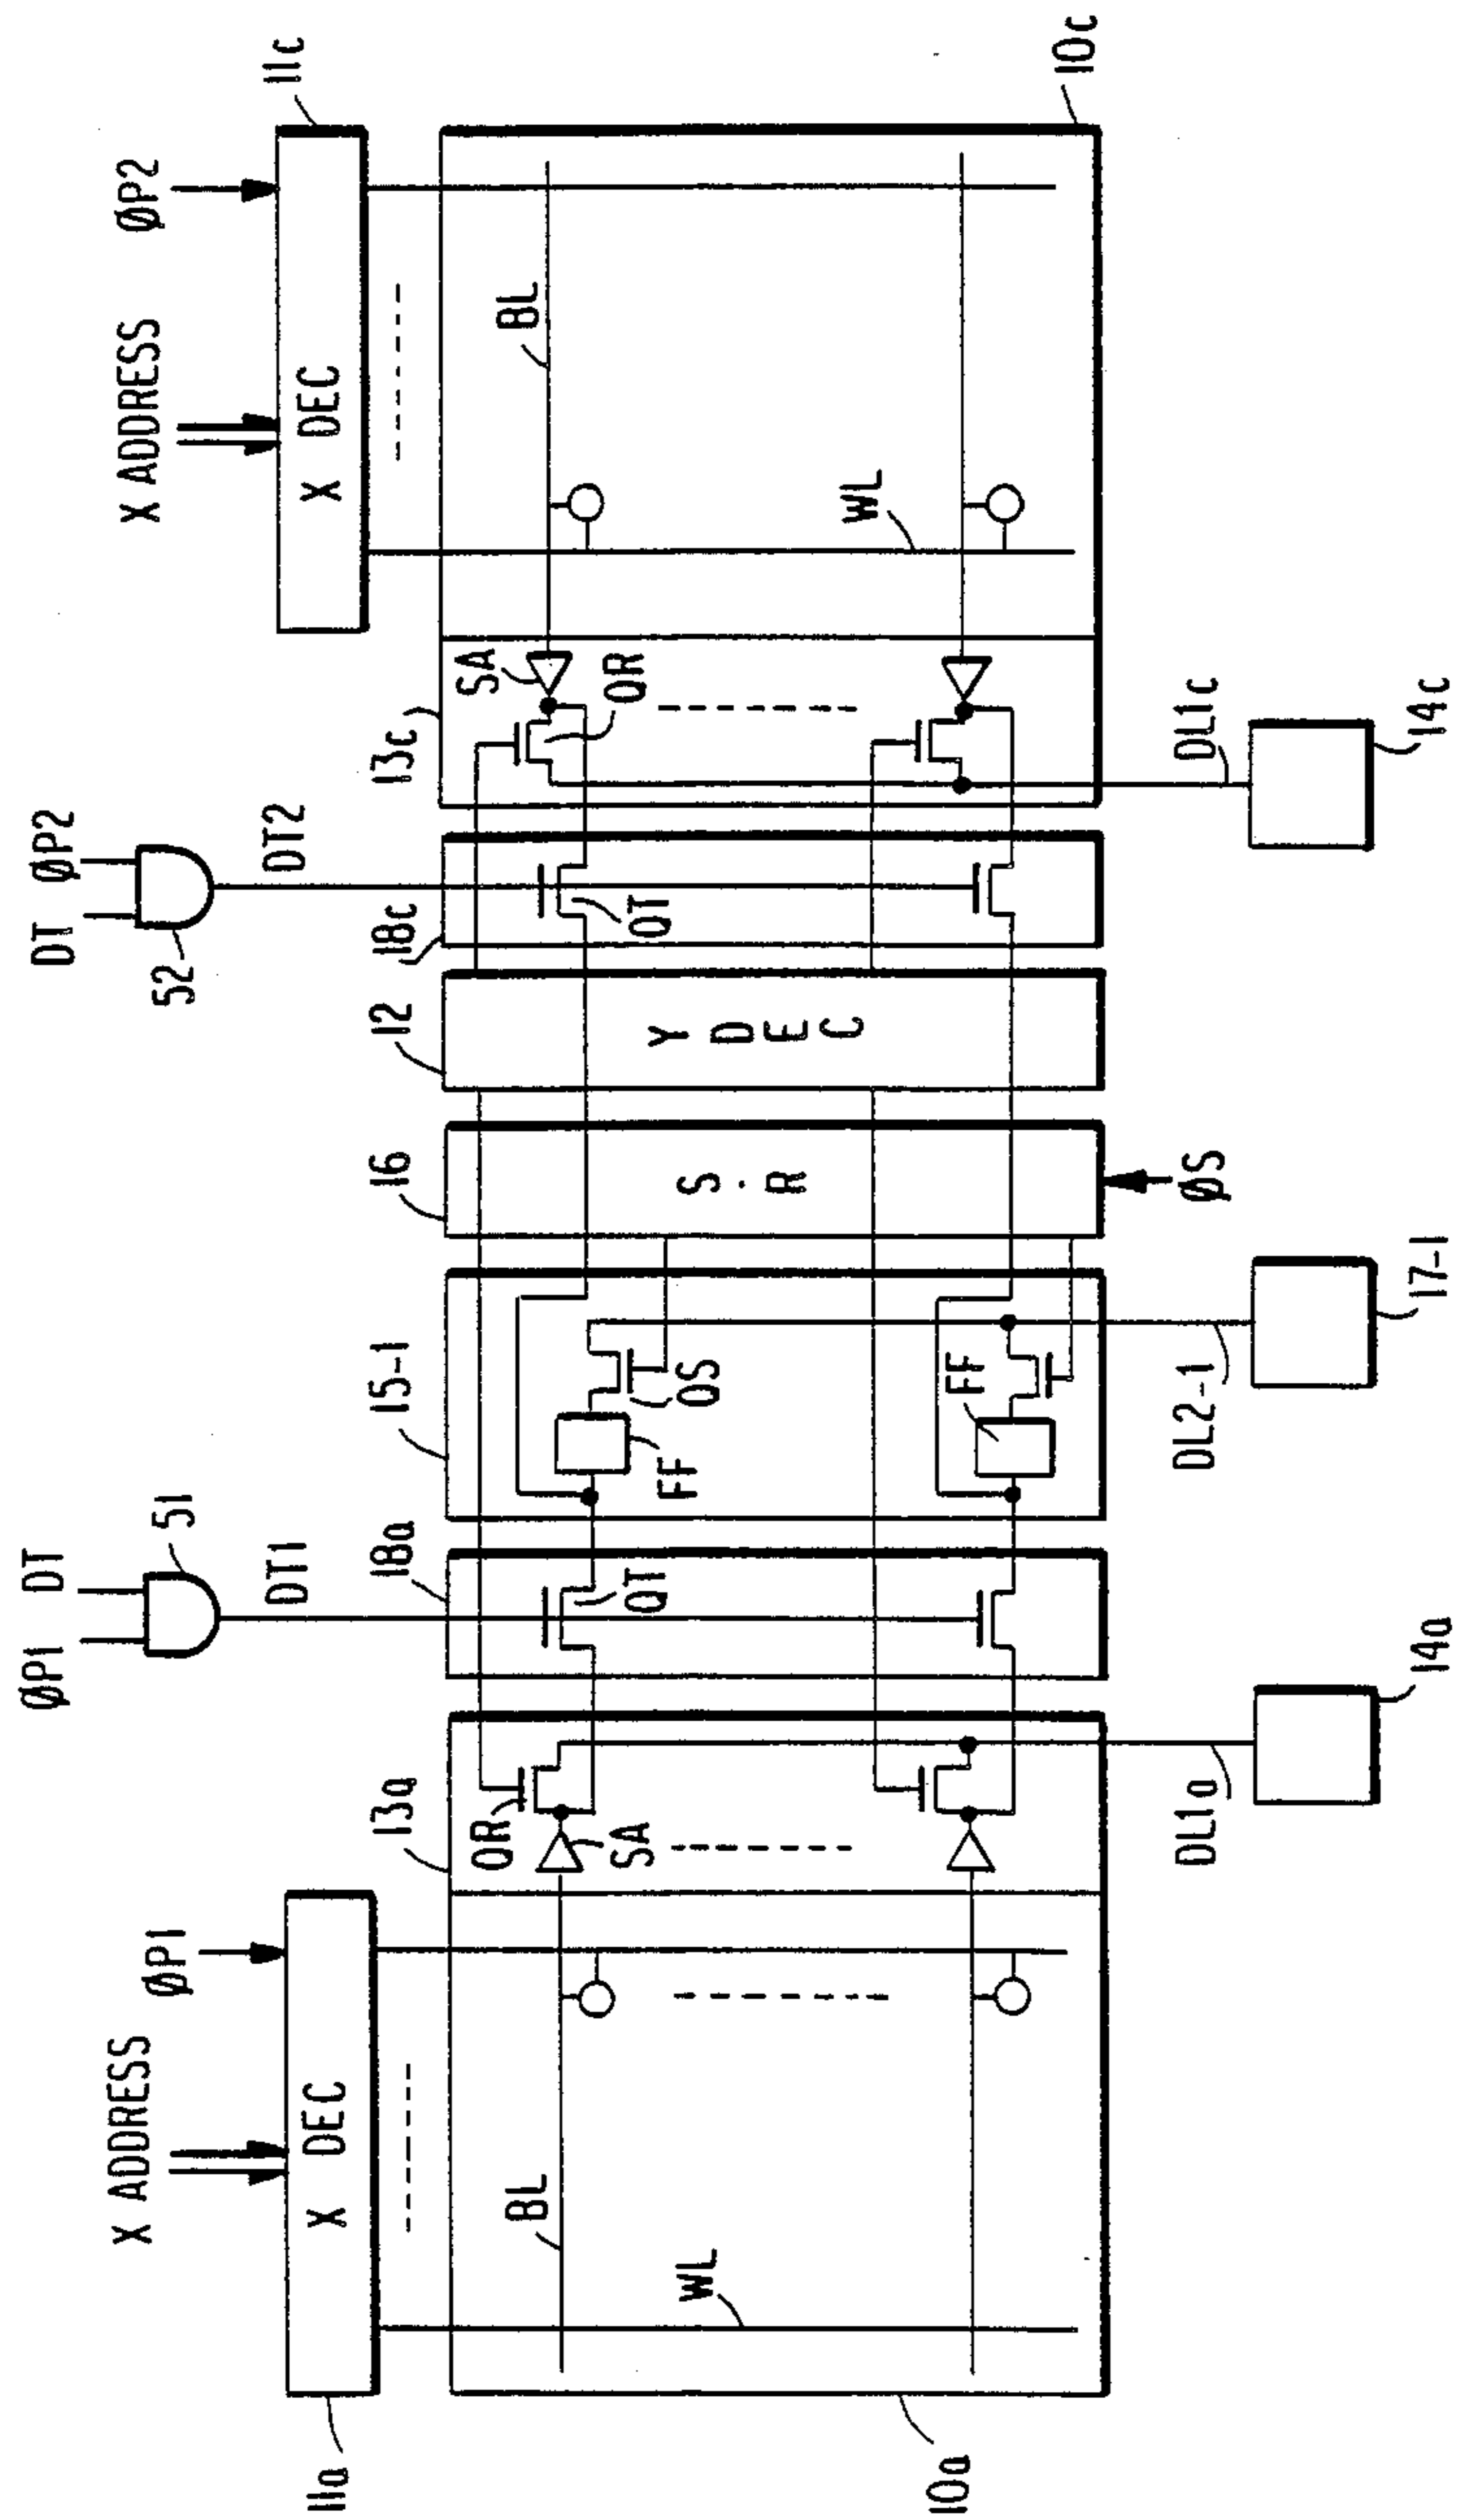 ØP1 DT
DT ØP2
X ADDRESS
ØP1
51
52
X ADDRESS
ØP2
DT1
DT2
11c
11a
X DEC
X DEC
13a
18a
15-1
16
12
18c
13c
BL
QR
SA
BL
SA
QT
FF
QS
QT
QR
WL
S·R
Y DEC
WL
FF
10a
10c
DL1a
DL2-1
ØS
DL1c
14a
17-1
14c